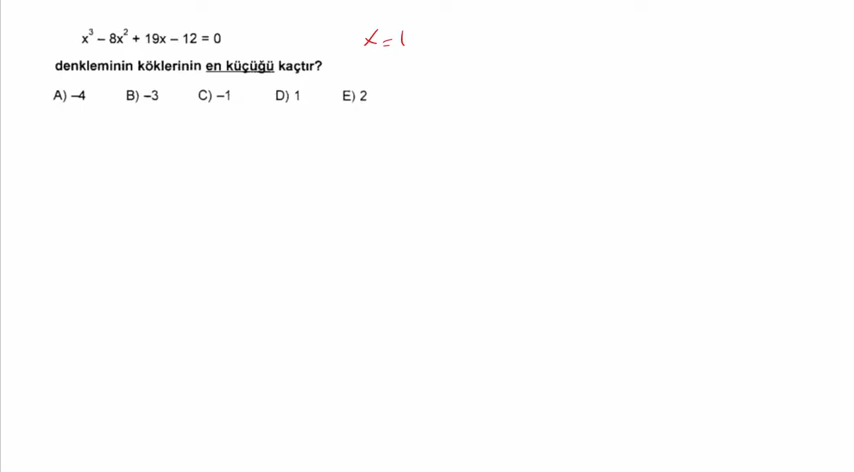 x³ – 8x² + 19x – 12 = 0
x = 1
denkleminin köklerinin en küçüğü kaçtır?
A) –4 B) –3 C) –1 D) 1 E) 2